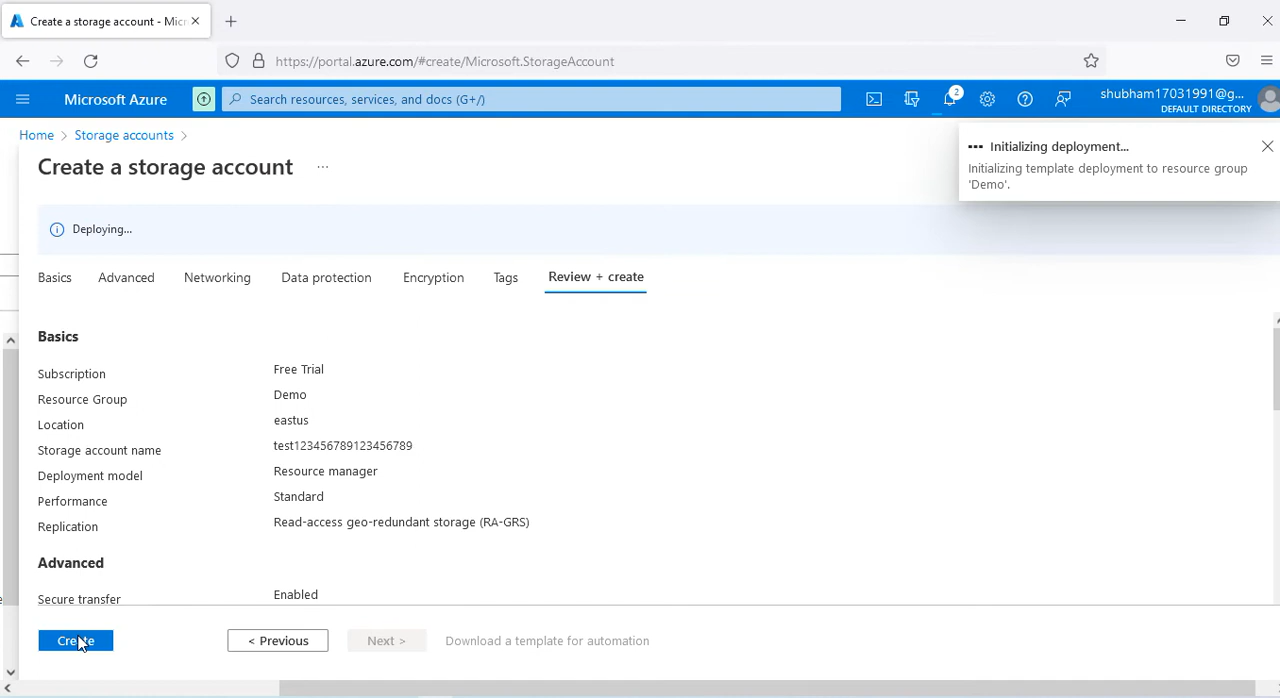 Create a storage account - Micr
https://portal.azure.com/#create/Microsoft.StorageAccount
Microsoft Azure
Search resources, services, and docs (G+/)
2
shubham17031991@g...
DEFAULT DIRECTORY
Home > Storage accounts >
Create a storage account ...
Initializing deployment...
Initializing template deployment to resource group
'Demo'.
Deploying...
Basics Advanced Networking Data protection Encryption Tags Review + create
Basics
Subscription Free Trial
Resource Group Demo
Location eastus
Storage account name test123456789123456789
Deployment model Resource manager
Performance Standard
Replication Read-access geo-redundant storage (RA-GRS)
Advanced
Secure transfer Enabled
Create < Previous Next > Download a template for automation